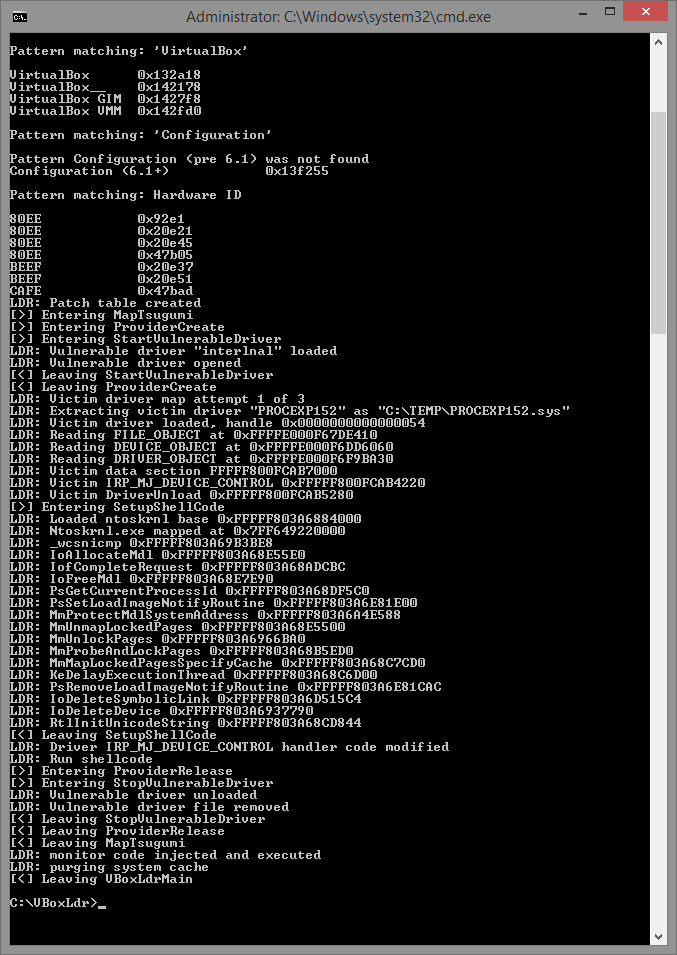 Administrator: C:\Windows\system32\cmd.exe
Pattern matching: 'VirtualBox'
VirtualBox      0x132a18
VirtualBox__    0x142178
VirtualBox GIM  0x1427f8
VirtualBox VMM  0x142fd0
Pattern matching: 'Configuration'
Pattern Configuration (pre 6.1) was not found
Configuration (6.1+)            0x13f255
Pattern matching: Hardware ID
80EE            0x92e1
80EE            0x20e21
80EE            0x20e45
80EE            0x47b05
BEEF            0x20e37
BEEF            0x20e51
CAFE            0x47bad
LDR: Patch table created
[>] Entering MapTsugumi
[>] Entering ProviderCreate
[>] Entering StartVulnerableDriver
LDR: Vulnerable driver "inter1nal" loaded
LDR: Vulnerable driver opened
[<] Leaving StartVulnerableDriver
[<] Leaving ProviderCreate
LDR: Victim driver map attempt 1 of 3
LDR: Extracting victim driver "PROCEXP152" as "C:\TEMP\PROCEXP152.sys"
LDR: Victim driver loaded, handle 0x0000000000000054
LDR: Reading FILE_OBJECT at 0xFFFFE000F67DE410
LDR: Reading DEVICE_OBJECT at 0xFFFFE000F6DD6060
LDR: Reading DRIVER_OBJECT at 0xFFFFE000F6F9BA30
LDR: Victim data section FFFFF800FCAB7000
LDR: Victim IRP_MJ_DEVICE_CONTROL 0xFFFFF800FCAB4220
LDR: Victim DriverUnload 0xFFFFF800FCAB5280
[>] Entering SetupShellCode
LDR: Loaded ntoskrnl base 0xFFFFF803A6884000
LDR: Ntoskrnl.exe mapped at 0x7FF649220000
LDR: _wcsnicmp 0xFFFFF803A69B3BE8
LDR: IoAllocateMdl 0xFFFFF803A68E55E0
LDR: IofCompleteRequest 0xFFFFF803A68ADCBC
LDR: IoFreeMdl 0xFFFFF803A68E7E90
LDR: PsGetCurrentProcessId 0xFFFFF803A68DF5C0
LDR: PsSetLoadImageNotifyRoutine 0xFFFFF803A6E81E00
LDR: MmProtectMdlSystemAddress 0xFFFFF803A6A4E588
LDR: MmUnmapLockedPages 0xFFFFF803A68E5500
LDR: MmUnlockPages 0xFFFFF803A6966BA0
LDR: MmProbeAndLockPages 0xFFFFF803A68B5ED0
LDR: MmMapLockedPagesSpecifyCache 0xFFFFF803A68C7CD0
LDR: KeDelayExecutionThread 0xFFFFF803A68C6D00
LDR: PsRemoveLoadImageNotifyRoutine 0xFFFFF803A6E81CAC
LDR: IoDeleteSymbolicLink 0xFFFFF803A6D515C4
LDR: IoDeleteDevice 0xFFFFF803A6937790
LDR: RtlInitUnicodeString 0xFFFFF803A68CD844
[<] Leaving SetupShellCode
LDR: Driver IRP_MJ_DEVICE_CONTROL handler code modified
LDR: Run shellcode
[>] Entering ProviderRelease
[>] Entering StopVulnerableDriver
LDR: Vulnerable driver unloaded
LDR: Vulnerable driver file removed
[<] Leaving StopVulnerableDriver
[<] Leaving ProviderRelease
[<] Leaving MapTsugumi
LDR: monitor code injected and executed
LDR: purging system cache
[<] Leaving VBoxLdrMain
C:\VBoxLdr>_